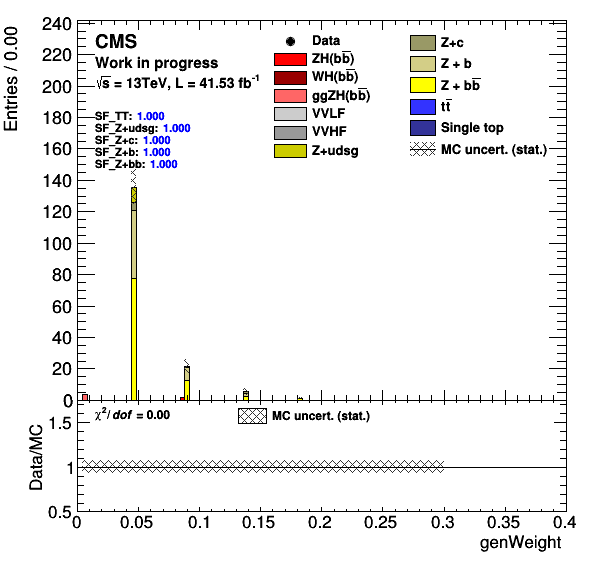 Entries / 0.00
240
220
200
180
160
140
120
100
80
60
40
20
0
CMS
Work in progress
√s = 13TeV, L = 41.53 fb⁻¹
SF_TT: 1.000
SF_Z+udsg: 1.000
SF_Z+c: 1.000
SF_Z+b: 1.000
SF_Z+bb: 1.000
Data
ZH(bb̅)
WH(bb̅)
ggZH(bb̅)
VVLF
VVHF
Z+udsg
Z+c
Z + b
Z + bb̅
tt̅
Single top
MC uncert. (stat.)
Data/MC
1.5
1
0.5
χ²/dof = 0.00
MC uncert. (stat.)
0 0.05 0.1 0.15 0.2 0.25 0.3 0.35 0.4
genWeight